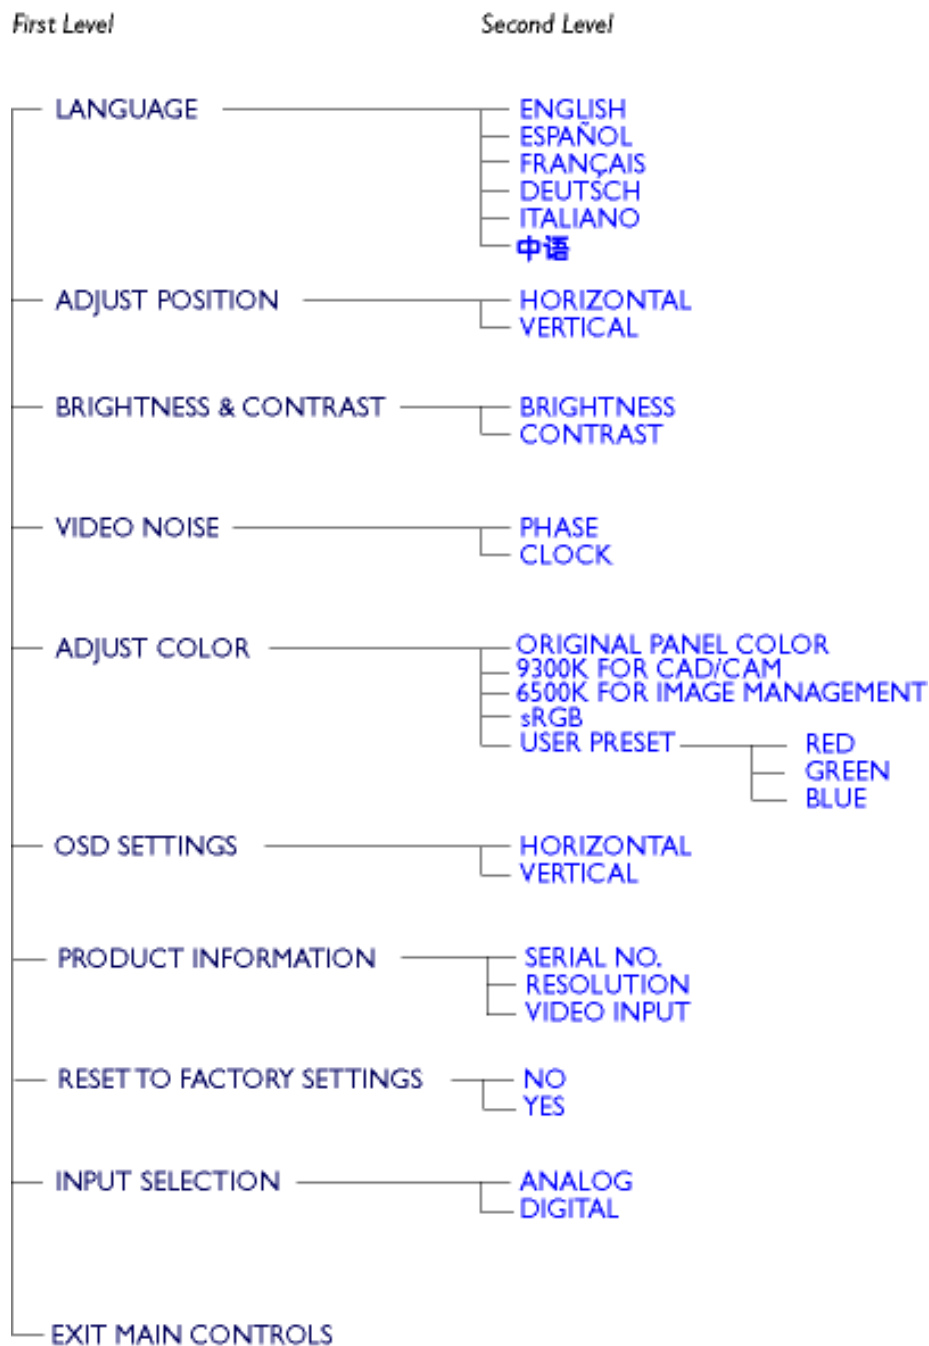 First Level Second Level
LANGUAGE ENGLISH
ESPAÑOL
FRANÇAIS
DEUTSCH
ITALIANO
中语
ADJUST POSITION HORIZONTAL
VERTICAL
BRIGHTNESS & CONTRAST BRIGHTNESS
CONTRAST
VIDEO NOISE PHASE
CLOCK
ADJUST COLOR ORIGINAL PANEL COLOR
9300K FOR CAD/CAM
6500K FOR IMAGE MANAGEMENT
sRGB
USER PRESET RED
GREEN
BLUE
OSD SETTINGS HORIZONTAL
VERTICAL
PRODUCT INFORMATION SERIAL NO.
RESOLUTION
VIDEO INPUT
RESET TO FACTORY SETTINGS NO
YES
INPUT SELECTION ANALOG
DIGITAL
EXIT MAIN CONTROLS